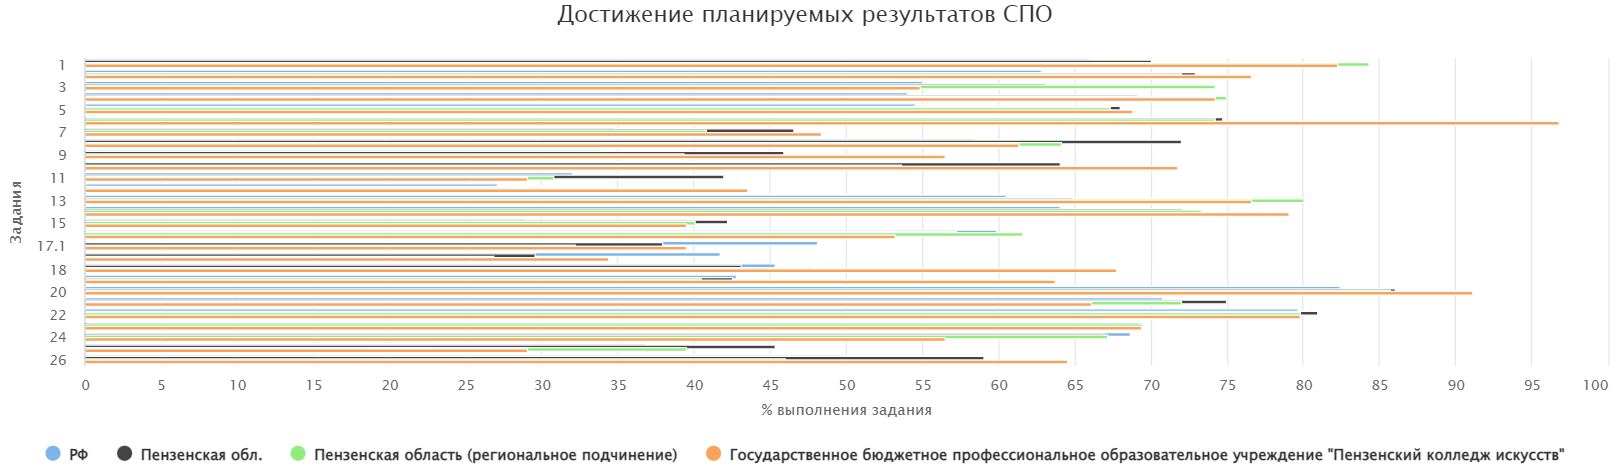 Достижение планируемых результатов СПО
Задания
1
3
5
7
9
11
13
15
17.1
18
20
22
24
26
0 5 10 15 20 25 30 35 40 45 50 55 60 65 70 75 80 85 90 95 100
% выполнения задания
РФ Пензенская обл. Пензенская область (региональное подчинение) Государственное бюджетное профессиональное образовательное учреждение "Пензенский колледж искусств"